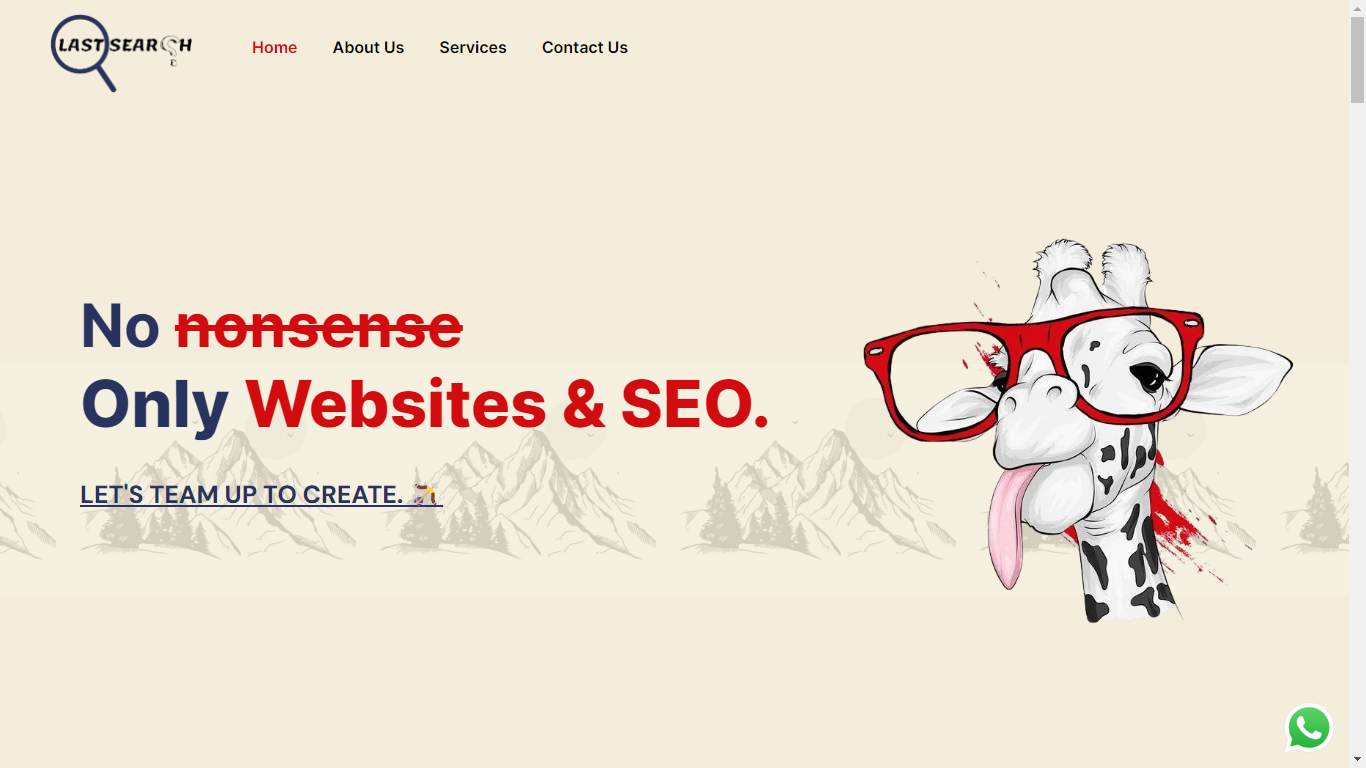 LAST SEARCH
Home About Us Services Contact Us
No nonsense
Only Websites & SEO.
LET'S TEAM UP TO CREATE.